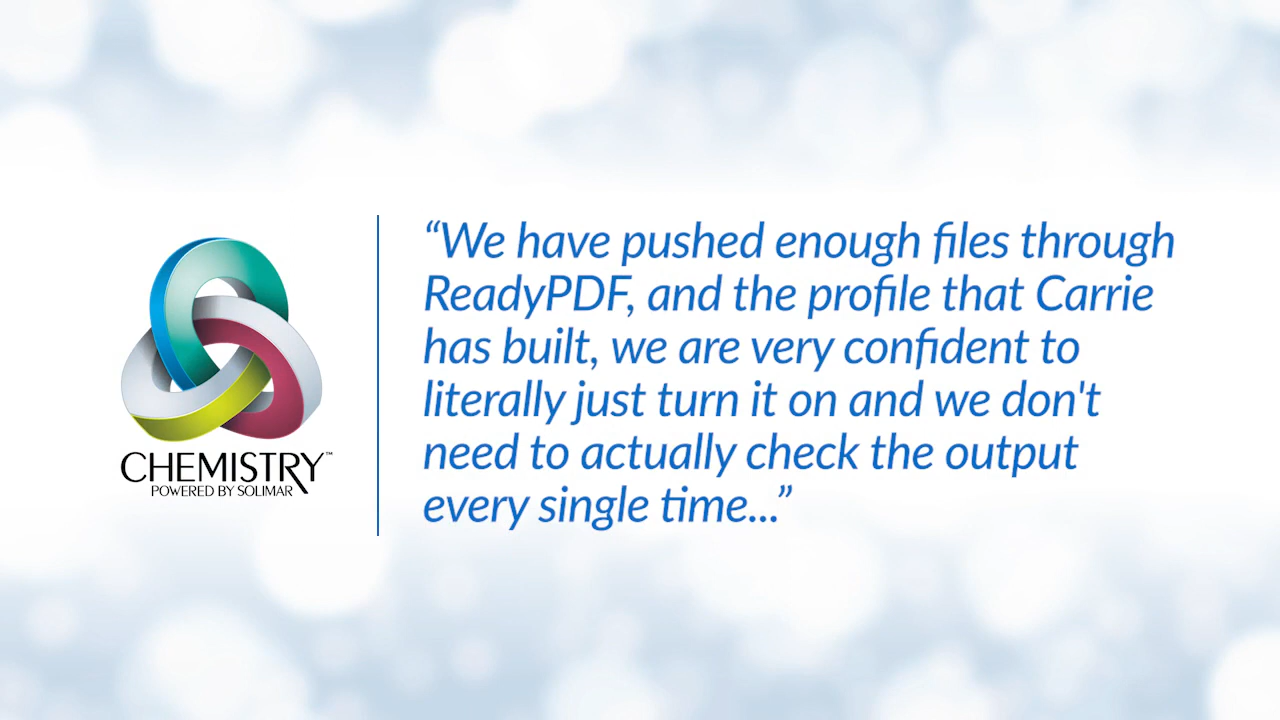 CHEMISTRY™
POWERED BY SOLIMAR
“We have pushed enough files through
ReadyPDF, and the profile that Carrie
has built, we are very confident to
literally just turn it on and we don't
need to actually check the output
every single time...”